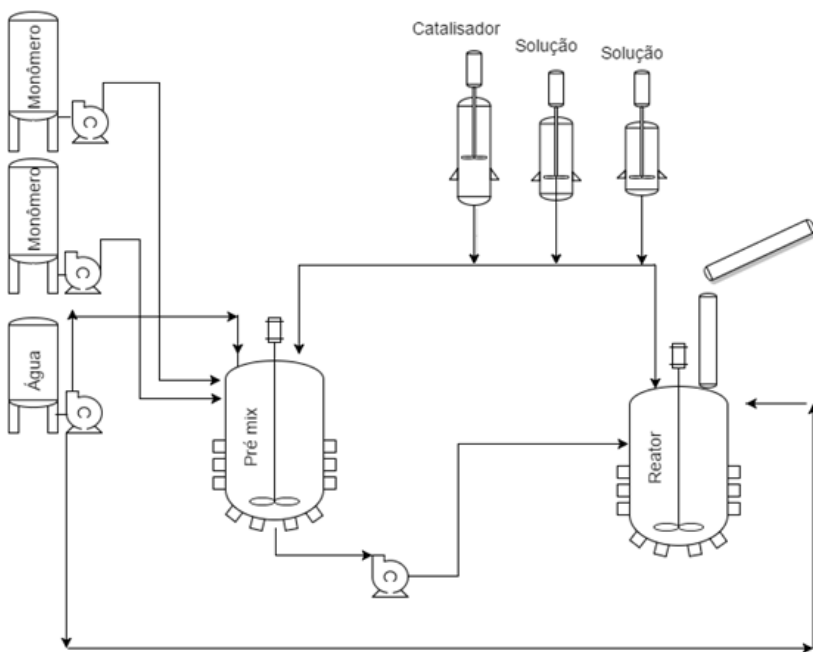 Catalisador
Solução
Solução
Monômero
C
Monômero
C
Água
C
Pré mix
Reator
C